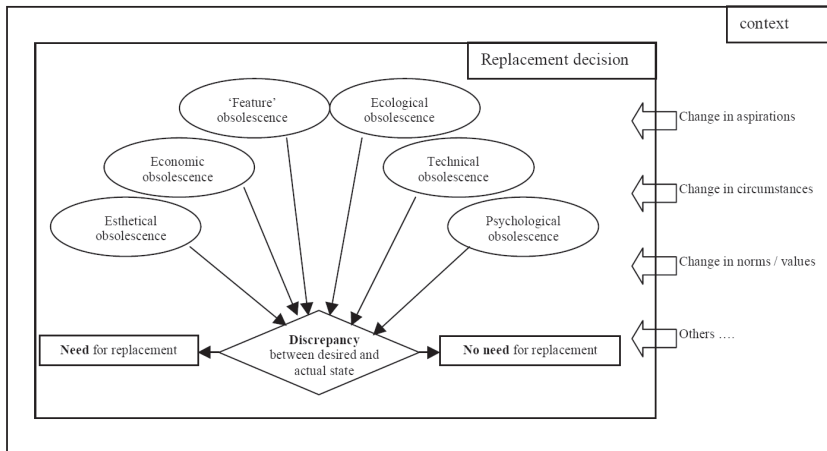 context
Replacement decision
'Feature'
obsolescence
Ecological
obsolescence
Economic
obsolescence
Technical
obsolescence
Esthetical
obsolescence
Psychological
obsolescence
Change in aspirations
Change in circumstances
Change in norms / values
Others ….
Need for replacement
Discrepancy
between desired and
actual state
No need for replacement